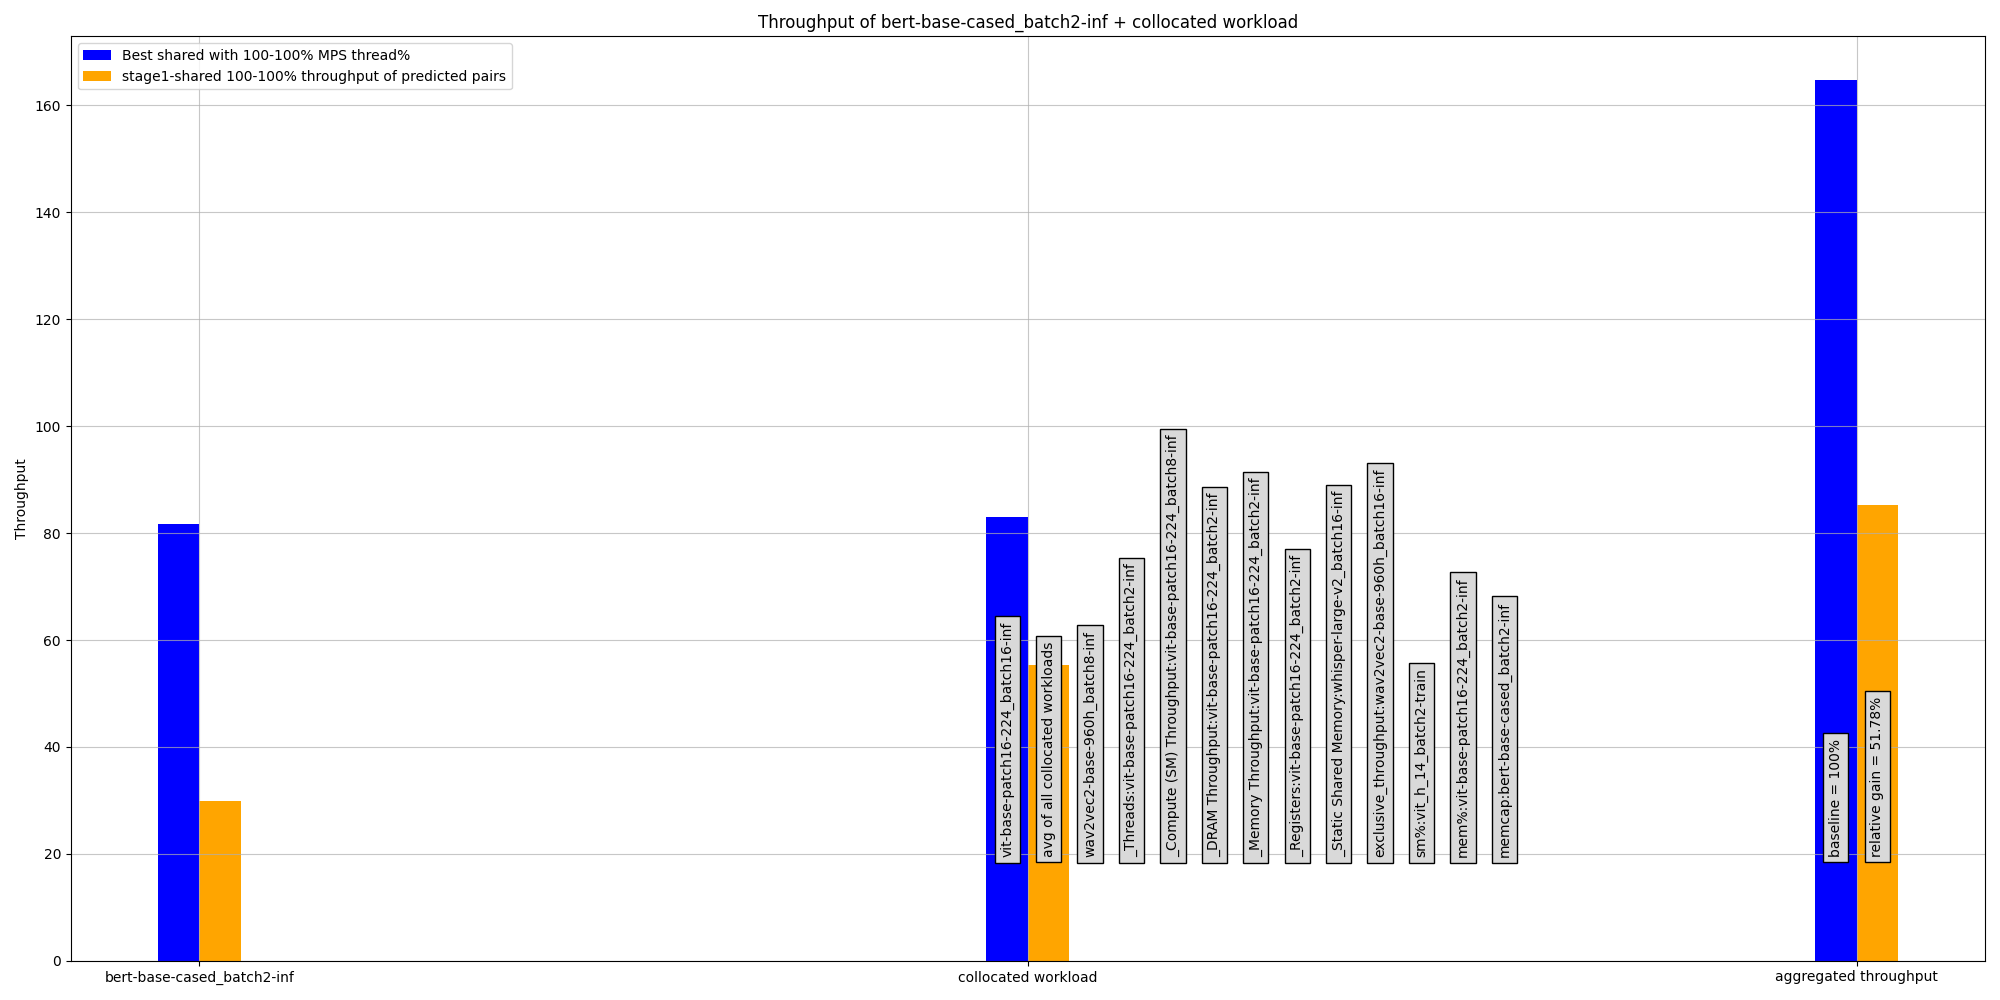 Throughput of bert-base-cased_batch2-inf + collocated workload
Best shared with 100-100% MPS thread%
stage1-shared 100-100% throughput of predicted pairs
Throughput
160
140
120
100
80
60
40
20
0
vit-base-patch16-224_batch16-inf
avg of all collocated workloads
wav2vec2-base-960h_batch8-inf
_Threads:vit-base-patch16-224_batch2-inf
_Compute (SM) Throughput:vit-base-patch16-224_batch8-inf
_DRAM Throughput:vit-base-patch16-224_batch2-inf
_Memory Throughput:vit-base-patch16-224_batch2-inf
_Registers:vit-base-patch16-224_batch2-inf
_Static Shared Memory:whisper-large-v2_batch16-inf
exclusive_throughput:wav2vec2-base-960h_batch16-inf
sm%:vit_h_14_batch2-train
mem%:vit-base-patch16-224_batch2-inf
memcap:bert-base-cased_batch2-inf
baseline = 100%
relative gain = 51.78%
bert-base-cased_batch2-inf
collocated workload
aggregated throughput